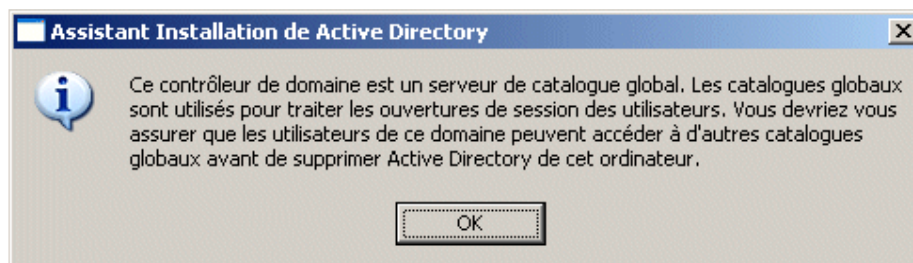 Assistant Installation de Active Directory
Ce contrôleur de domaine est un serveur de catalogue global. Les catalogues globaux
sont utilisés pour traiter les ouvertures de session des utilisateurs. Vous devriez vous
assurer que les utilisateurs de ce domaine peuvent accéder à d'autres catalogues
globaux avant de supprimer Active Directory de cet ordinateur.
OK